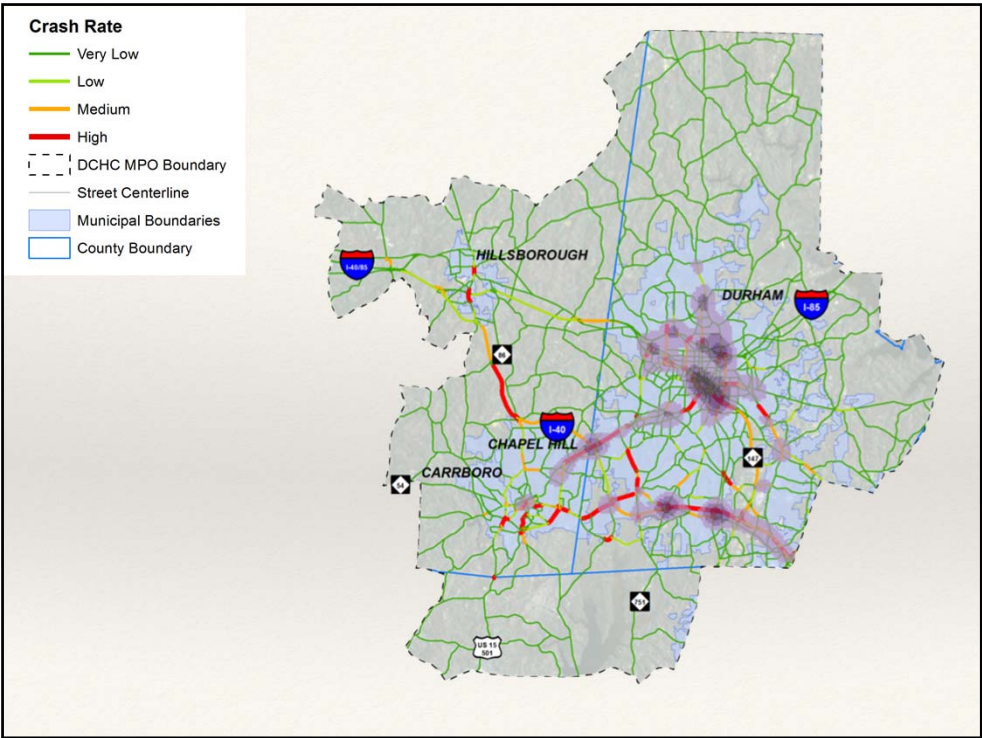 Crash Rate
Very Low
Low
Medium
High
DCHC MPO Boundary
Street Centerline
Municipal Boundaries
County Boundary
HILLSBOROUGH
I-40/85
DURHAM
I-85
86
I-40
CHAPEL HILL
147
CARRBORO
54
751
US 15
501